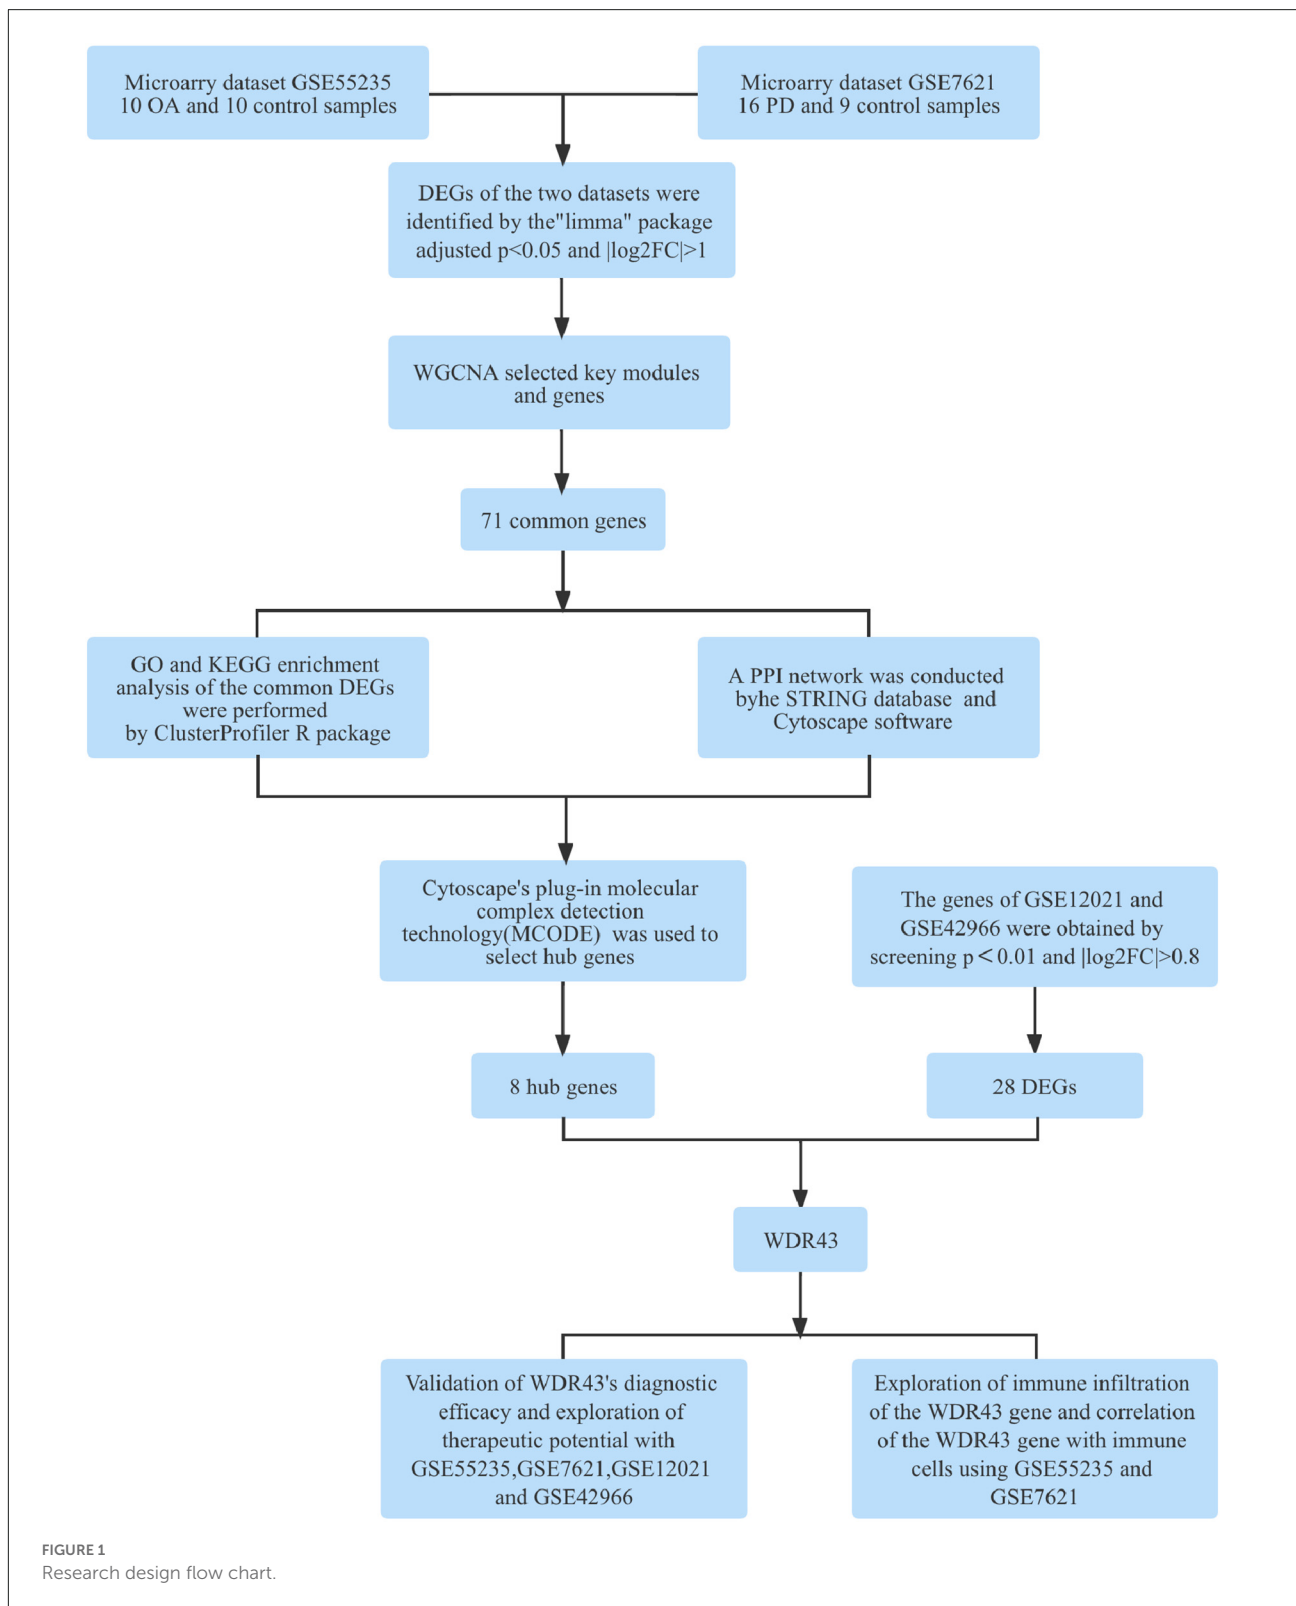 Microarry dataset GSE55235
10 OA and 10 control samples
Microarry dataset GSE7621
16 PD and 9 control samples
DEGs of the two datasets were
identified by the"limma" package
adjusted p<0.05 and |log2FC|>1
WGCNA selected key modules
and genes
71 common genes
GO and KEGG enrichment
analysis of the common DEGs
were performed
by ClusterProfiler R package
A PPI network was conducted
byhe STRING database  and
Cytoscape software
Cytoscape's plug-in molecular
complex detection
technology(MCODE)  was used to
select hub genes
The genes of GSE12021 and
GSE42966 were obtained by
screening p<0.01 and |log2FC|>0.8
8 hub genes
28 DEGs
WDR43
Validation of WDR43's diagnostic
efficacy and exploration of
therapeutic potential with
GSE55235,GSE7621,GSE12021
and GSE42966
Exploration of immune infiltration
of the WDR43 gene and correlation
of the WDR43 gene with immune
cells using GSE55235 and
GSE7621
FIGURE 1
Research design flow chart.